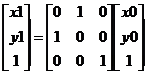 [x1] [0 1 0] [x0]
[y1] = [1 0 0] [y0]
[1] [0 0 1] [1]